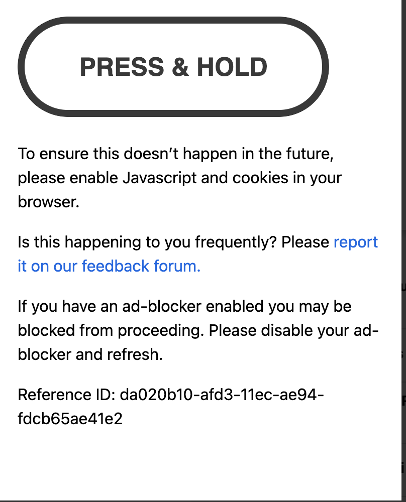 PRESS & HOLD
To ensure this doesn’t happen in the future,
please enable Javascript and cookies in your
browser.
Is this happening to you frequently? Please report
it on our feedback forum.
If you have an ad-blocker enabled you may be
blocked from proceeding. Please disable your ad-
blocker and refresh.
Reference ID: da020b10-afd3-11ec-ae94-
fdcb65ae41e2